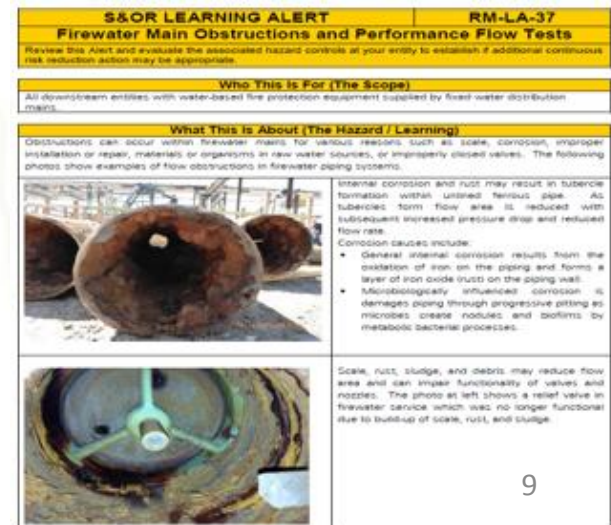 S&OR LEARNING ALERT RM-LA-37
Firewater Main Obstructions and Performance Flow Tests
Review this Alert and evaluate the associated hazard controls at your entity to establish if additional continuous
risk reduction action may be appropriate.
Who This Is For (The Scope)
All downstream entities with water-based fire protection equipment supplied by fixed water distribution
mains.
What This Is About (The Hazard / Learning)
Obstructions can occur within firewater mains for various reasons such as scale, corrosion, improper
installation or repair, materials or organisms in raw water sources, or improperly closed valves. The following
photos show examples of flow obstructions in firewater piping systems.
Internal corrosion and rust may result in tubercle
formation within unlined ferrous pipe. As
tubercles form flow area is reduced with
subsequent increased pressure drop and reduced
flow rate.
Corrosion causes include:
• General internal corrosion results from the
oxidation of iron on the piping and forms a
layer of iron oxide (rust) on the piping wall.
• Microbiologically influenced corrosion is
damages piping through progressive pitting as
microbes create nodules and biofilms by
metabolic bacterial processes.
Scale, rust, sludge, and debris may reduce flow
area and can impair functionality of valves and
nozzles. The photo at left shows a relief valve in
firewater service which was no longer functional
due to build-up of scale, rust, and sludge.
9